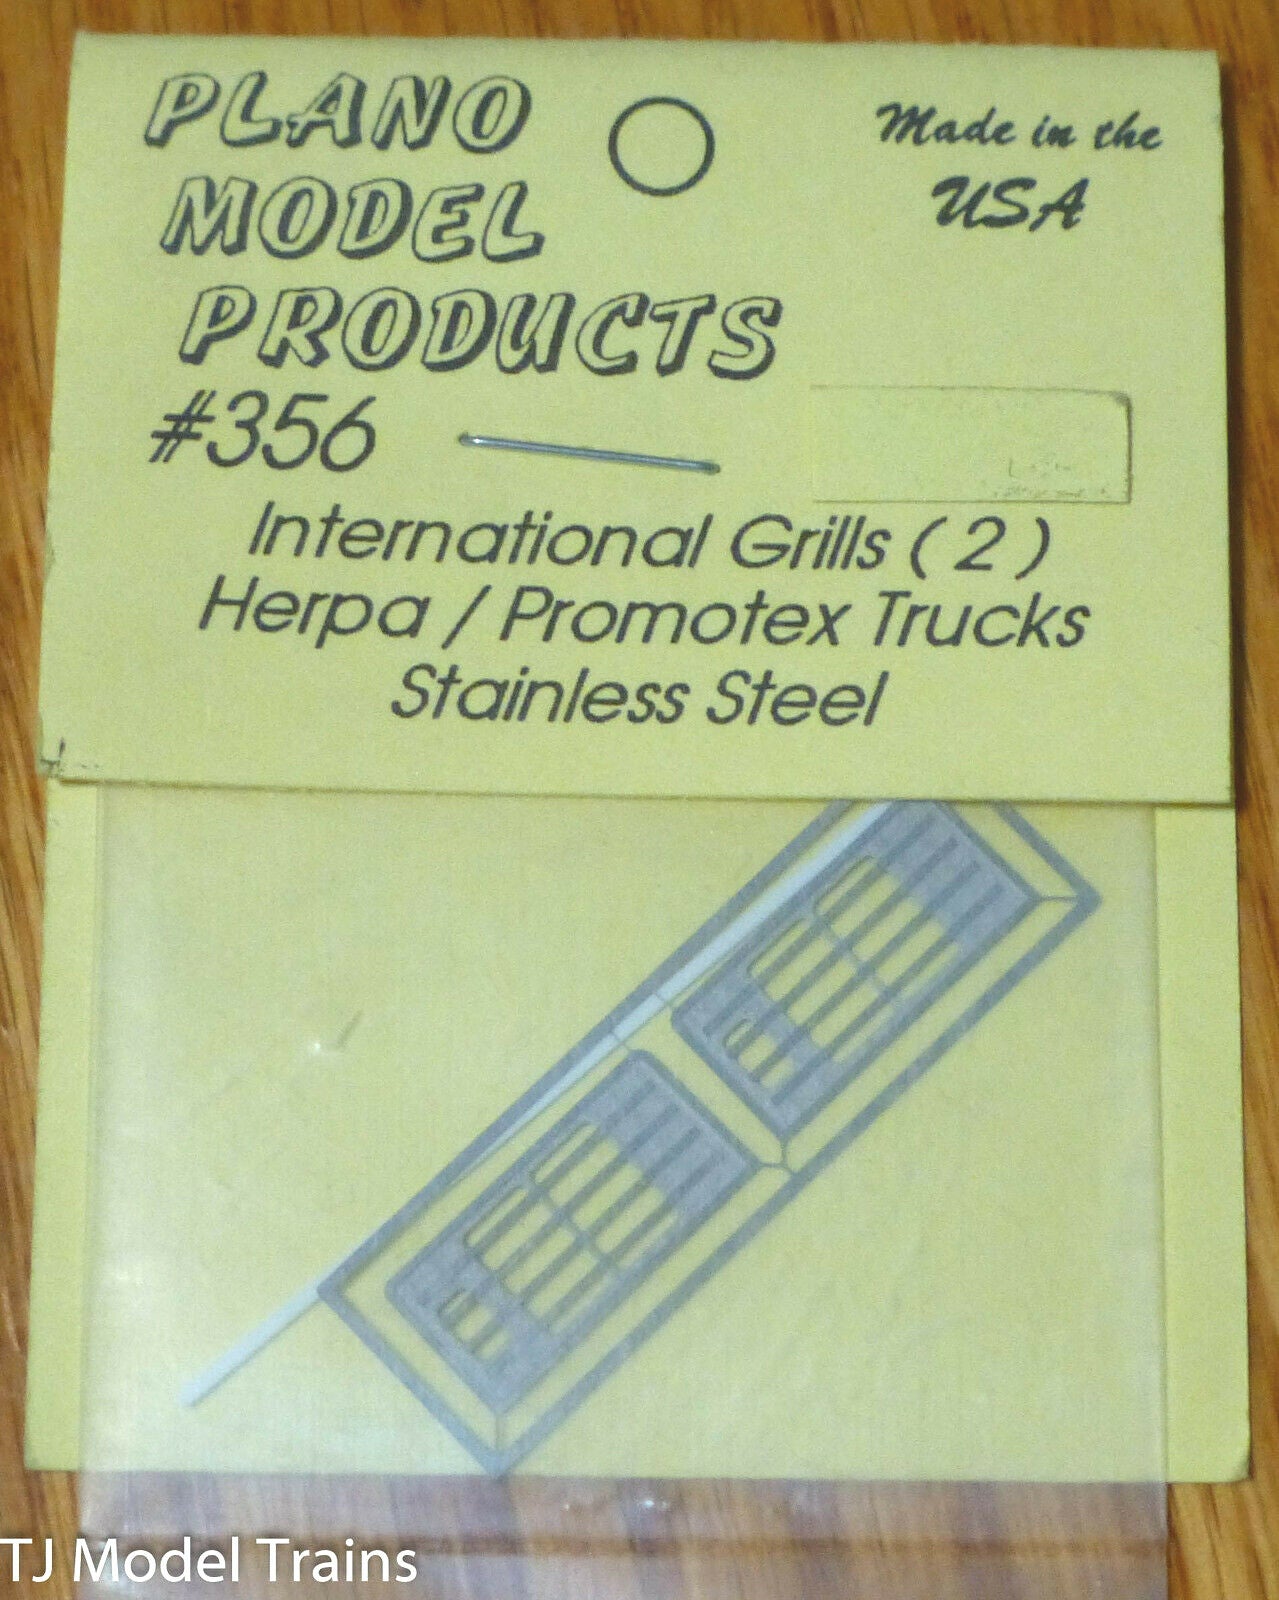 PLANO
MODEL
PRODUCTS
Made in the
USA
#356
International Grills ( 2 )
Herpa / Promotex Trucks
Stainless Steel
TJ Model Trains